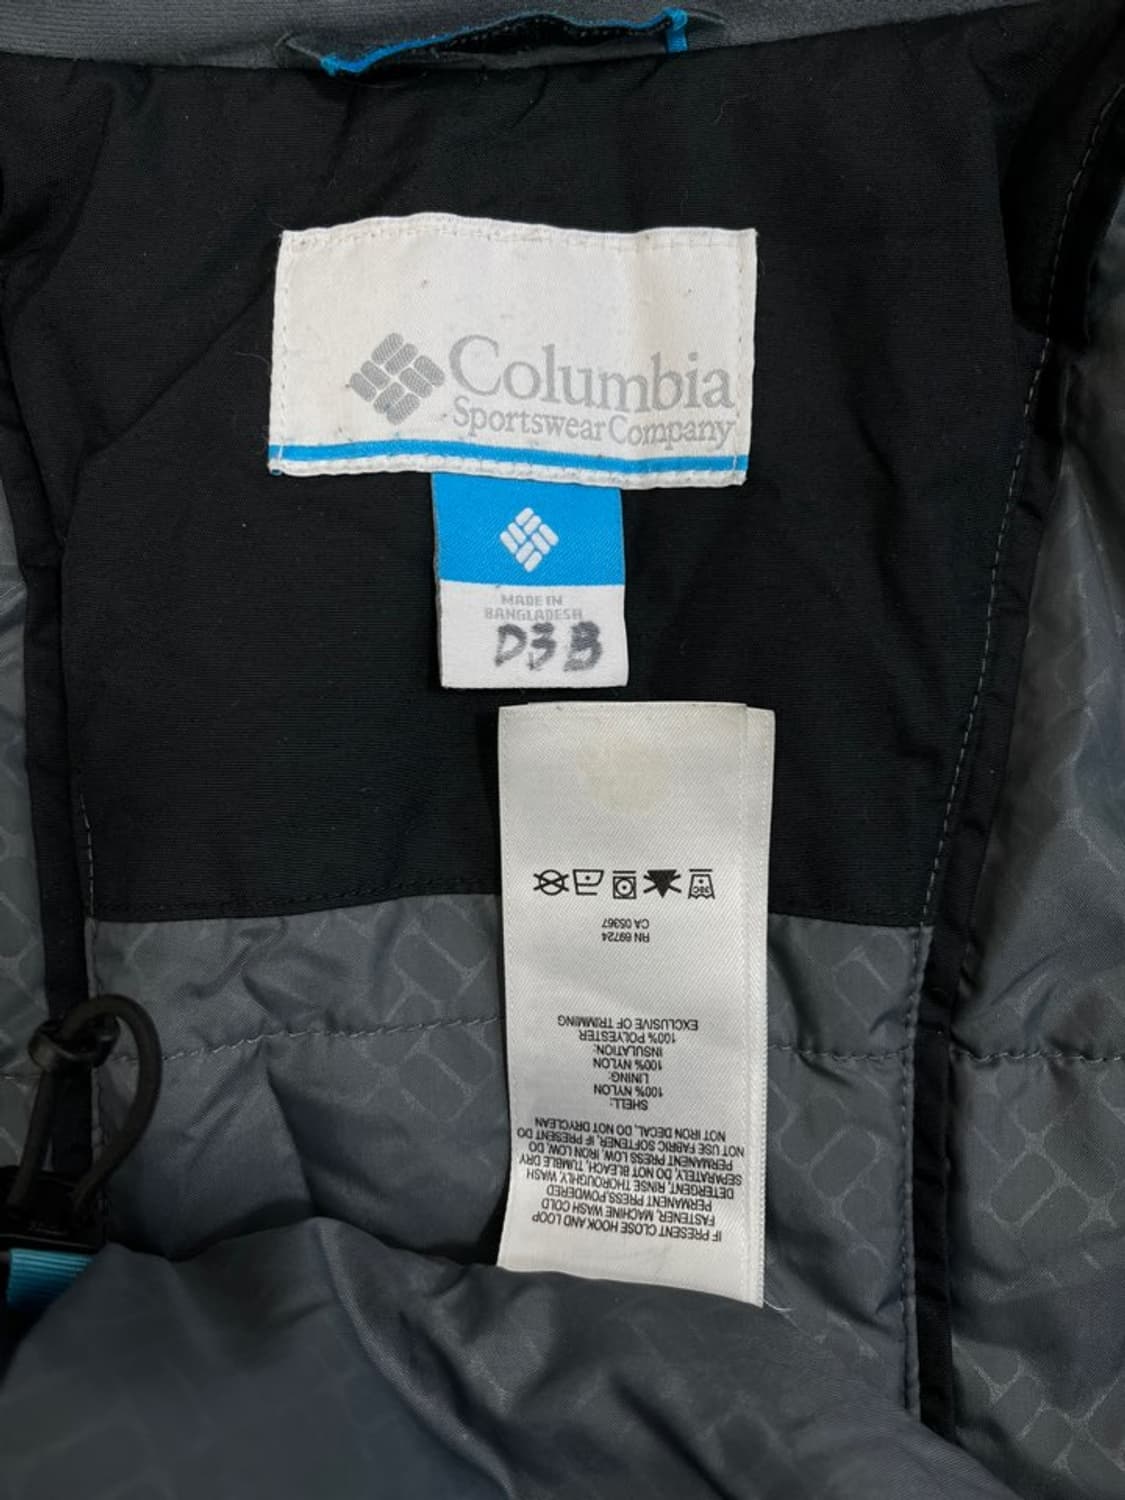 Columbia
Sportswear Company
MADE IN
BANGLADESH
D3B
IF PRESENT CLOSE HOOK AND LOOP
FASTENER, MACHINE WASH COLD
PERMANENT PRESS, POWDERED
DETERGENT, RINSE THOROUGHLY, WASH
SEPARATELY, DO NOT BLEACH, TUMBLE DRY
PERMANENT PRESS LOW, IRON LOW, DO
NOT USE FABRIC SOFTENER, IF PRESENT DO
NOT IRON DECAL, DO NOT DRYCLEAN
SHELL:
100% NYLON
LINING:
100% NYLON
INSULATION:
100% POLYESTER
EXCLUSIVE OF TRIMMING
RN 69724
CA 05367
30C